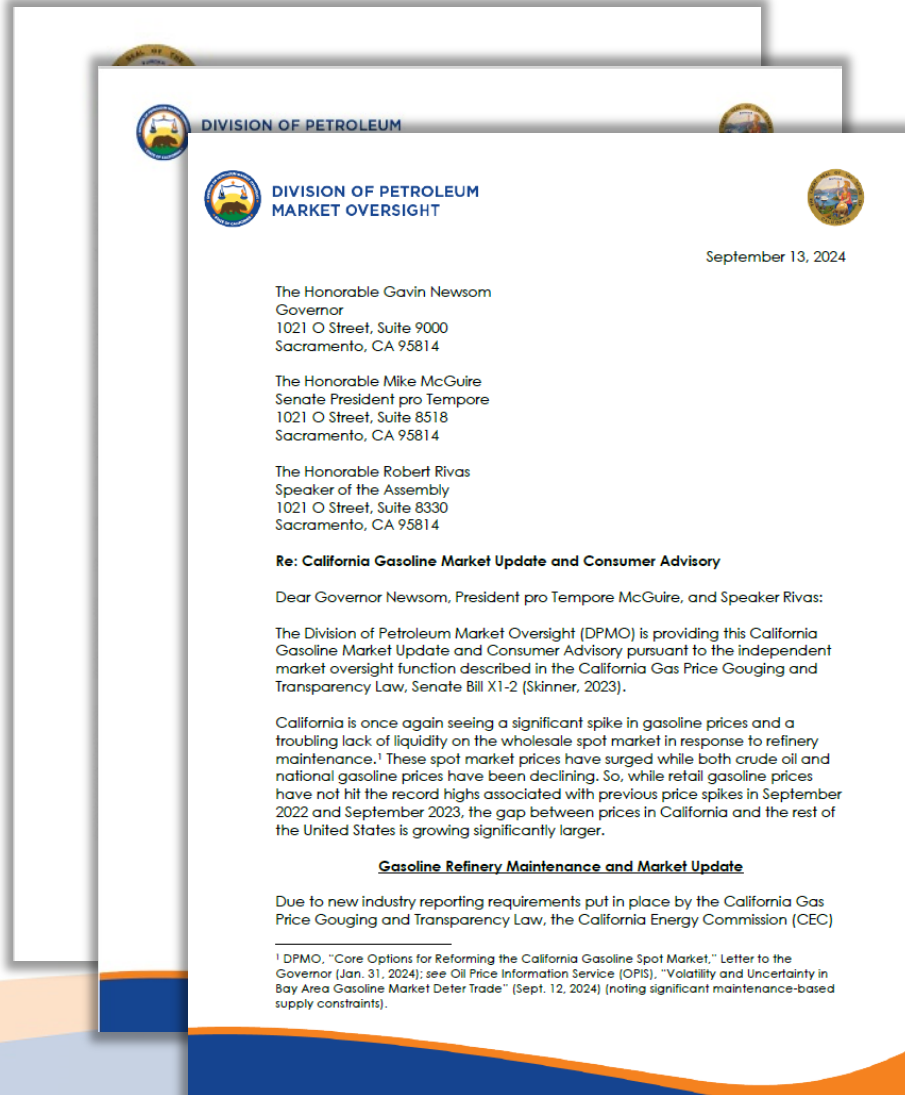 DIVISION OF PETROLEUM
DIVISION OF PETROLEUM
MARKET OVERSIGHT
September 13, 2024
The Honorable Gavin Newsom
Governor
1021 O Street, Suite 9000
Sacramento, CA 95814
The Honorable Mike McGuire
Senate President pro Tempore
1021 O Street, Suite 8518
Sacramento, CA 95814
The Honorable Robert Rivas
Speaker of the Assembly
1021 O Street, Suite 8330
Sacramento, CA 95814
Re: California Gasoline Market Update and Consumer Advisory
Dear Governor Newsom, President pro Tempore McGuire, and Speaker Rivas:
The Division of Petroleum Market Oversight (DPMO) is providing this California
Gasoline Market Update and Consumer Advisory pursuant to the independent
market oversight function described in the California Gas Price Gouging and
Transparency Law, Senate Bill X1-2 (Skinner, 2023).
California is once again seeing a significant spike in gasoline prices and a
troubling lack of liquidity on the wholesale spot market in response to refinery
maintenance.¹ These spot market prices have surged while both crude oil and
national gasoline prices have been declining. So, while retail gasoline prices
have not hit the record highs associated with previous price spikes in September
2022 and September 2023, the gap between prices in California and the rest of
the United States is growing significantly larger.
Gasoline Refinery Maintenance and Market Update
Due to new industry reporting requirements put in place by the California Gas
Price Gouging and Transparency Law, the California Energy Commission (CEC)
¹ DPMO, "Core Options for Reforming the California Gasoline Spot Market," Letter to the
Governor (Jan. 31, 2024); see Oil Price Information Service (OPIS), "Volatility and Uncertainty in
Bay Area Gasoline Market Deter Trade" (Sept. 12, 2024) (noting significant maintenance-based
supply constraints).